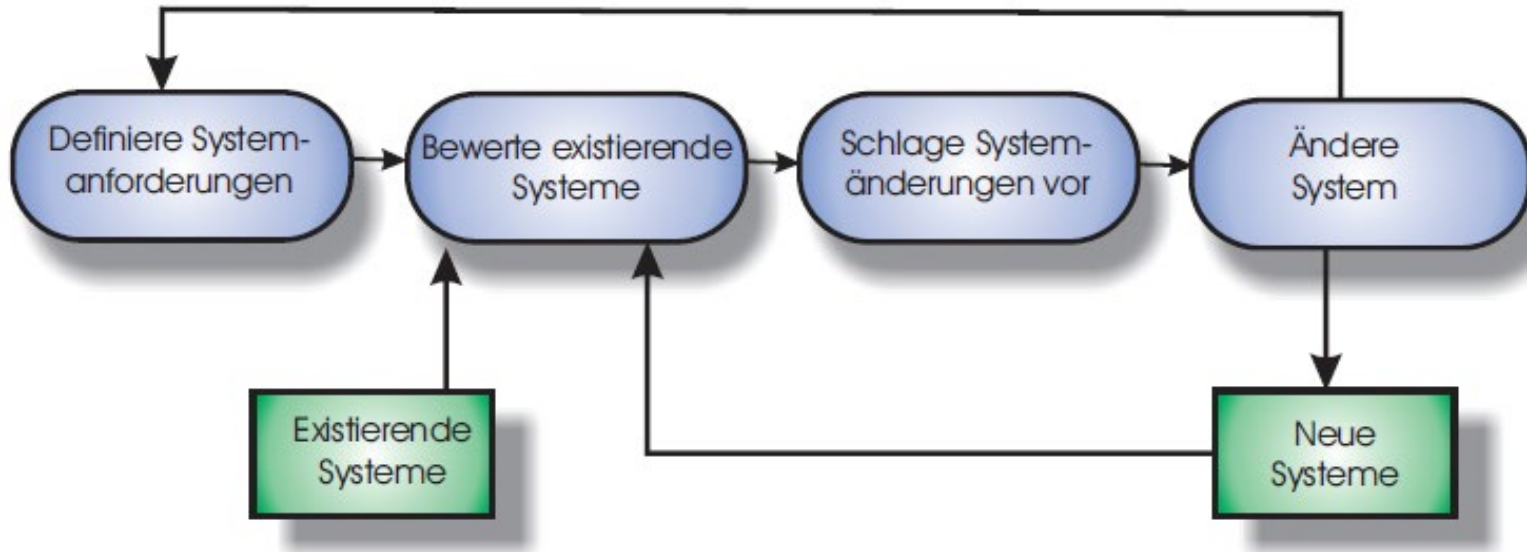 Definiere System-
anforderungen
Bewerte existierende
Systeme
Schlage System-
änderungen vor
Ändere
System
Existierende
Systeme
Neue
Systeme